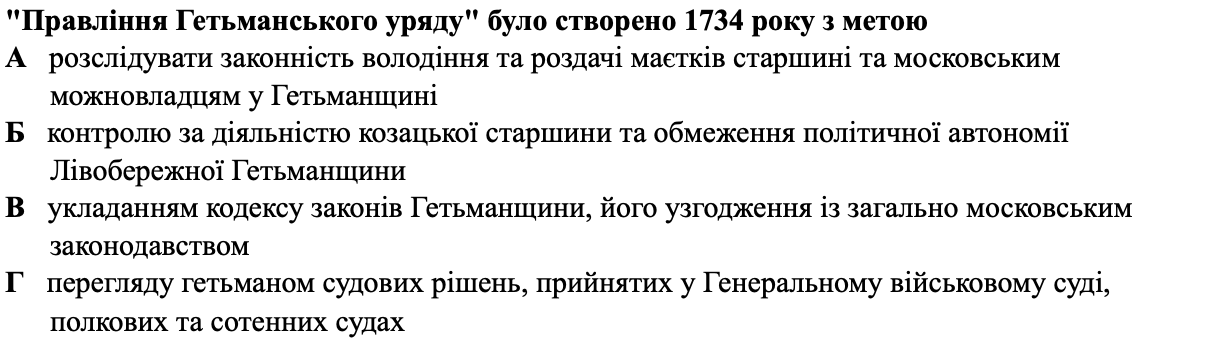 "Правління Гетьманського уряду" було створено 1734 року з метою
А розслідувати законність володіння та роздачі маєтків старшині та московським
можновладцям у Гетьманщині
Б контролю за діяльністю козацької старшини та обмеження політичної автономії
Лівобережної Гетьманщини
В укладанням кодексу законів Гетьманщини, його узгодження із загально московським
законодавством
Г перегляду гетьманом судових рішень, прийнятих у Генеральному військовому суді,
полкових та сотенних судах